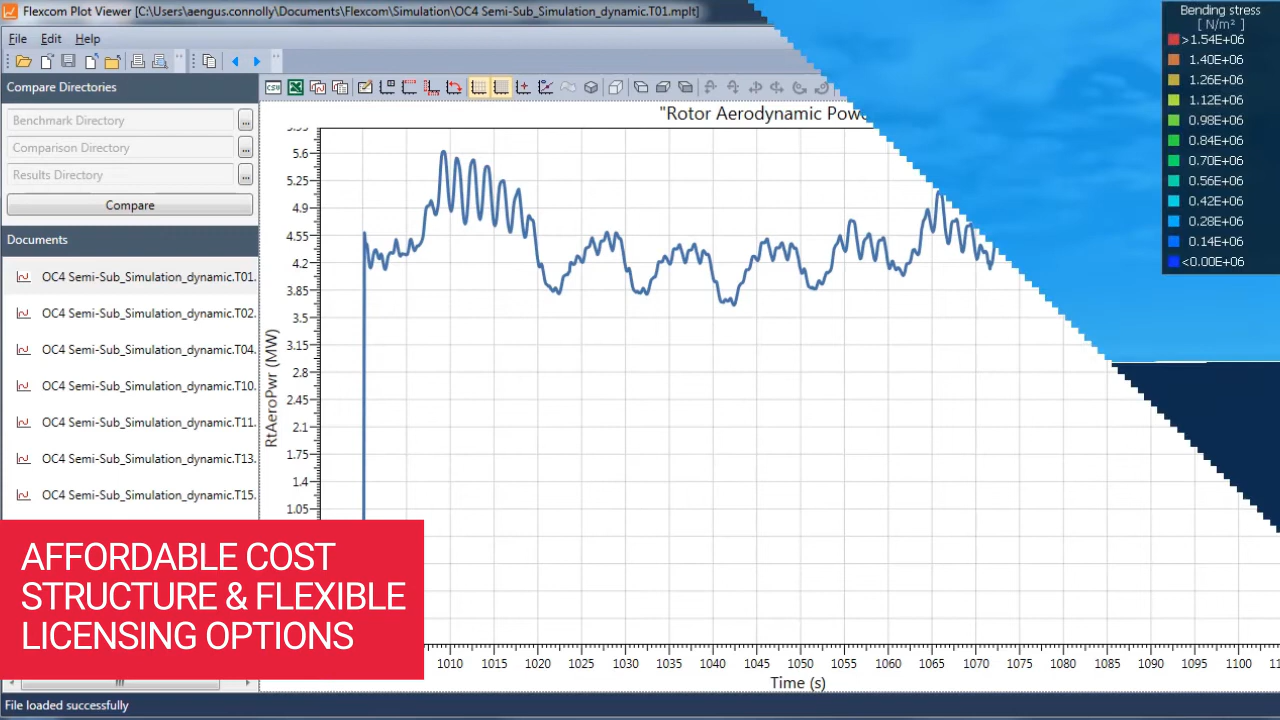 Flexcom Plot Viewer [C:\Users\aengus.connolly\Documents\Flexcom\Simulation\OC4 Semi-Sub_Simulation_dynamic.T01.mplt]
File Edit Help
Compare Directories
Benchmark Directory ...
Comparison Directory ...
Results Directory ...
Compare
Documents
OC4 Semi-Sub_Simulation_dynamic.T01.
OC4 Semi-Sub_Simulation_dynamic.T02.
OC4 Semi-Sub_Simulation_dynamic.T04.
OC4 Semi-Sub_Simulation_dynamic.T10.
OC4 Semi-Sub_Simulation_dynamic.T11.
OC4 Semi-Sub_Simulation_dynamic.T13.
OC4 Semi-Sub_Simulation_dynamic.T15.
CSV
"Rotor Aerodynamic Pow
RtAeroPwr (MW)
5.6
5.25
4.9
4.55
4.2
3.85
3.5
3.15
2.8
2.45
2.1
1.75
1.4
1.05
1010 1015 1020 1025 1030 1035 1040 1045 1050 1055 1060 1065 1070 1075 1080 1085 1090 1095 1100
Time (s)
Bending stress
[ N/m² ]
>1.54E+06
1.40E+06
1.26E+06
1.12E+06
0.98E+06
0.84E+06
0.70E+06
0.56E+06
0.42E+06
0.28E+06
0.14E+06
<0.00E+06
AFFORDABLE COST
STRUCTURE & FLEXIBLE
LICENSING OPTIONS
File loaded successfully